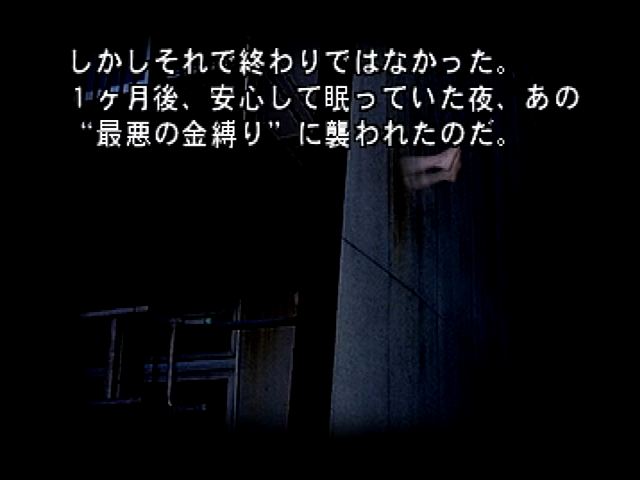 しかしそれで終わりではなかった。
１ヶ月後、安心して眠っていた夜、あの
“最悪の金縛り”に襲われたのだ。